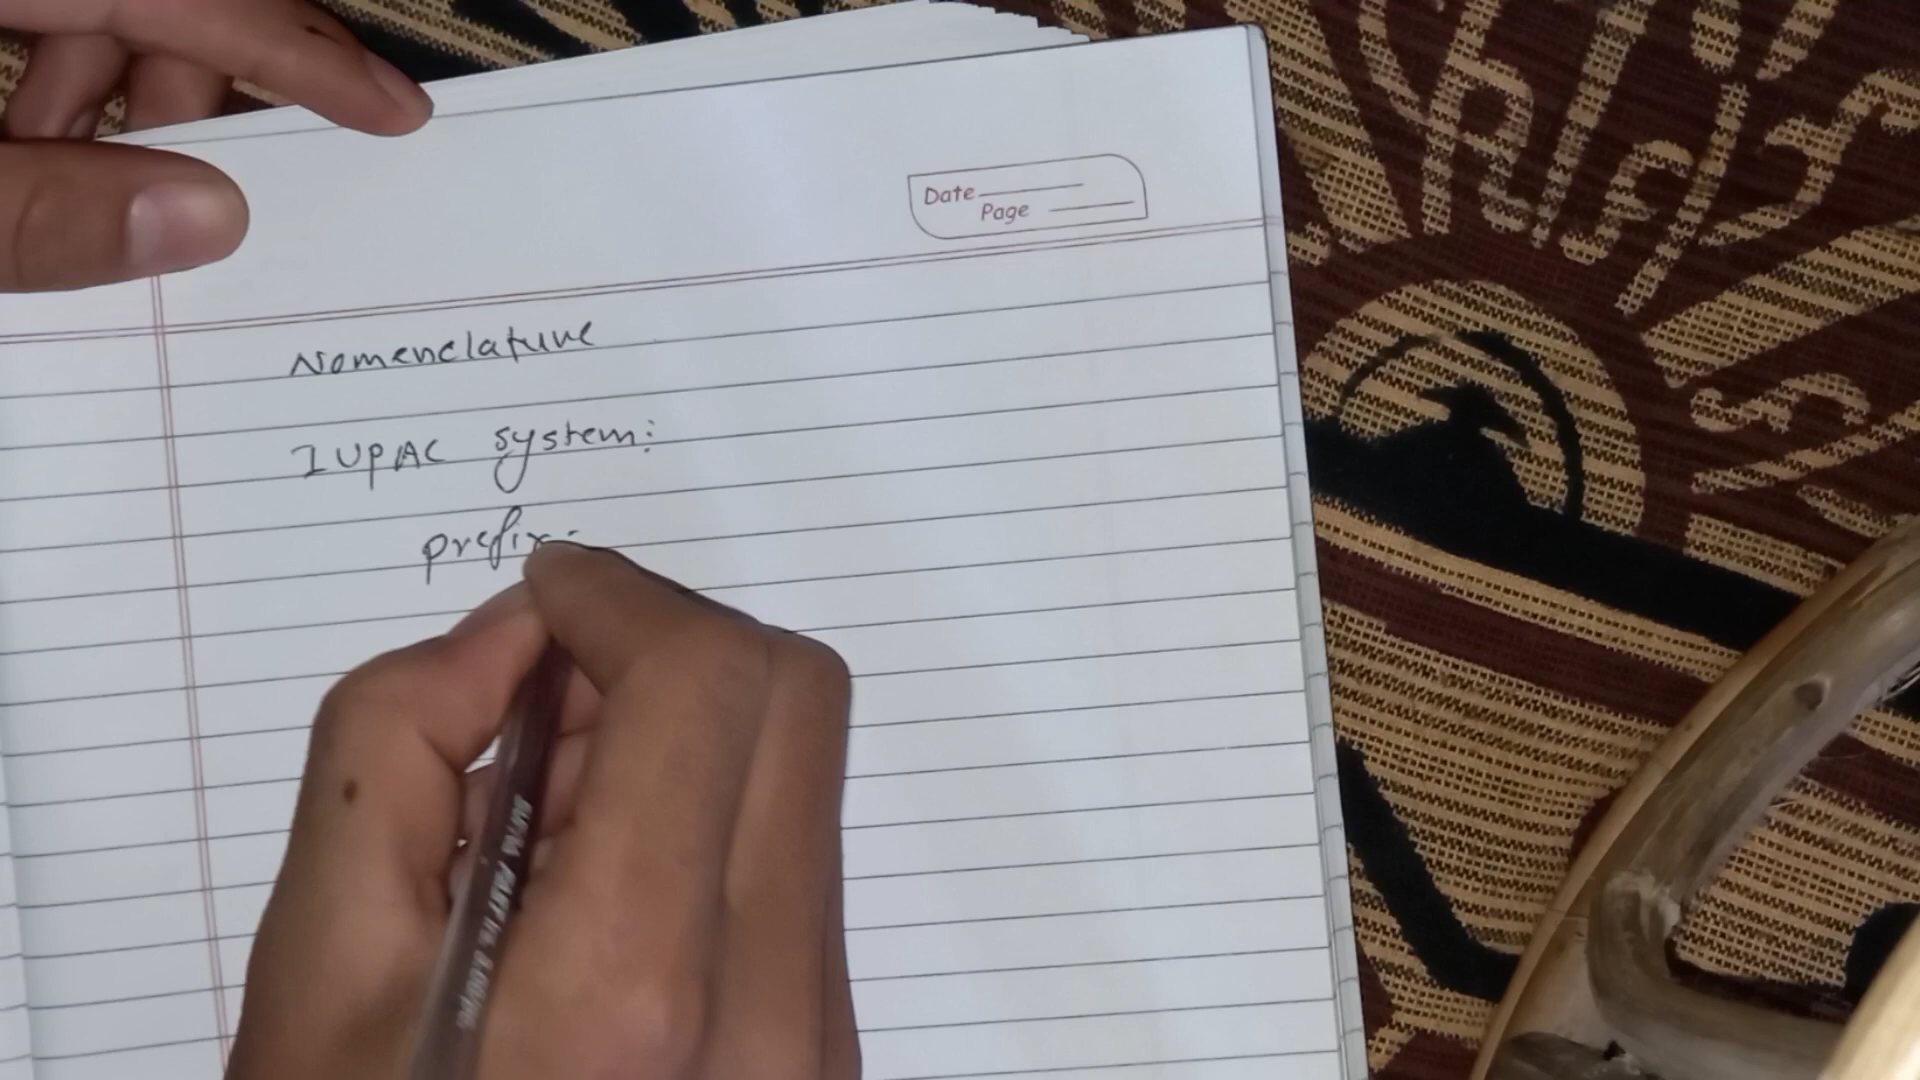 Date
Page
Nomenclature
IUPAC system:
prefix-